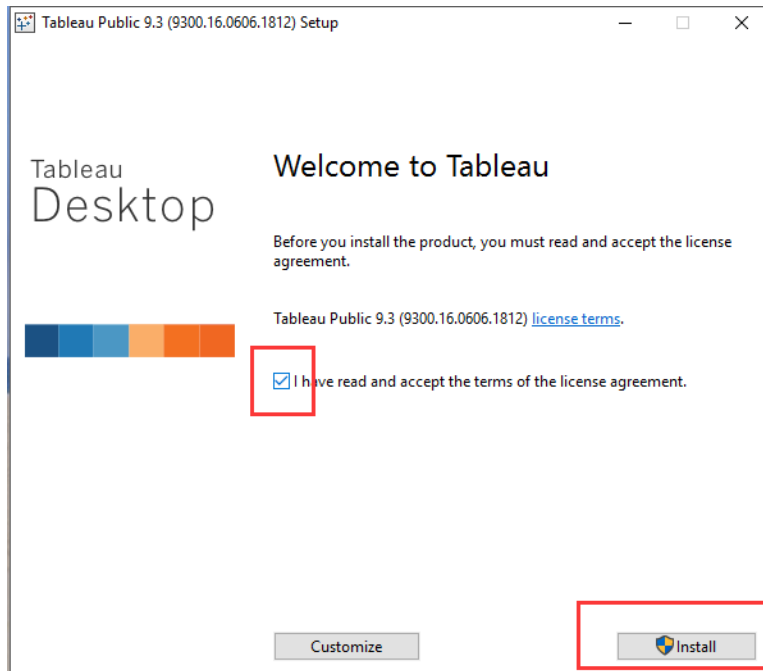 Tableau Public 9.3 (9300.16.0606.1812) Setup
Tableau
Desktop
Welcome to Tableau
Before you install the product, you must read and accept the license
agreement.
Tableau Public 9.3 (9300.16.0606.1812) license terms.
I have read and accept the terms of the license agreement.
Customize
Install